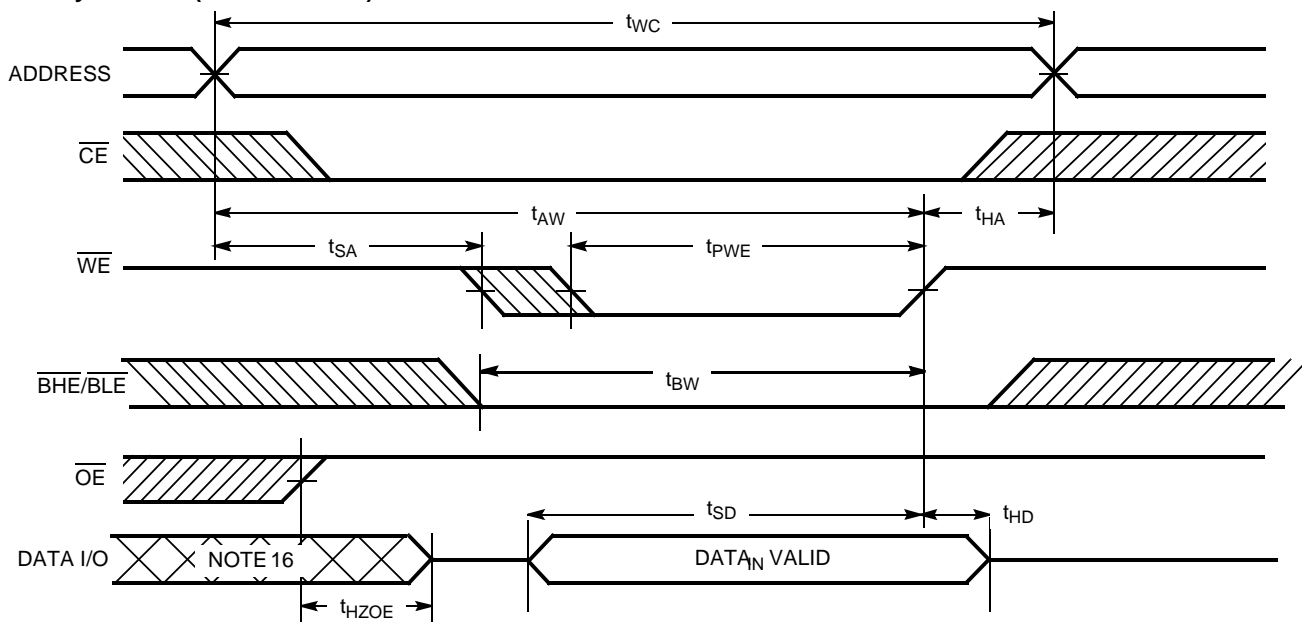 tWC
ADDRESS
CE
tAW
tHA
tSA
tPWE
WE
BHE/BLE
tBW
OE
tSD
tHD
DATA I/O
NOTE 16
DATAIN VALID
tHZOE